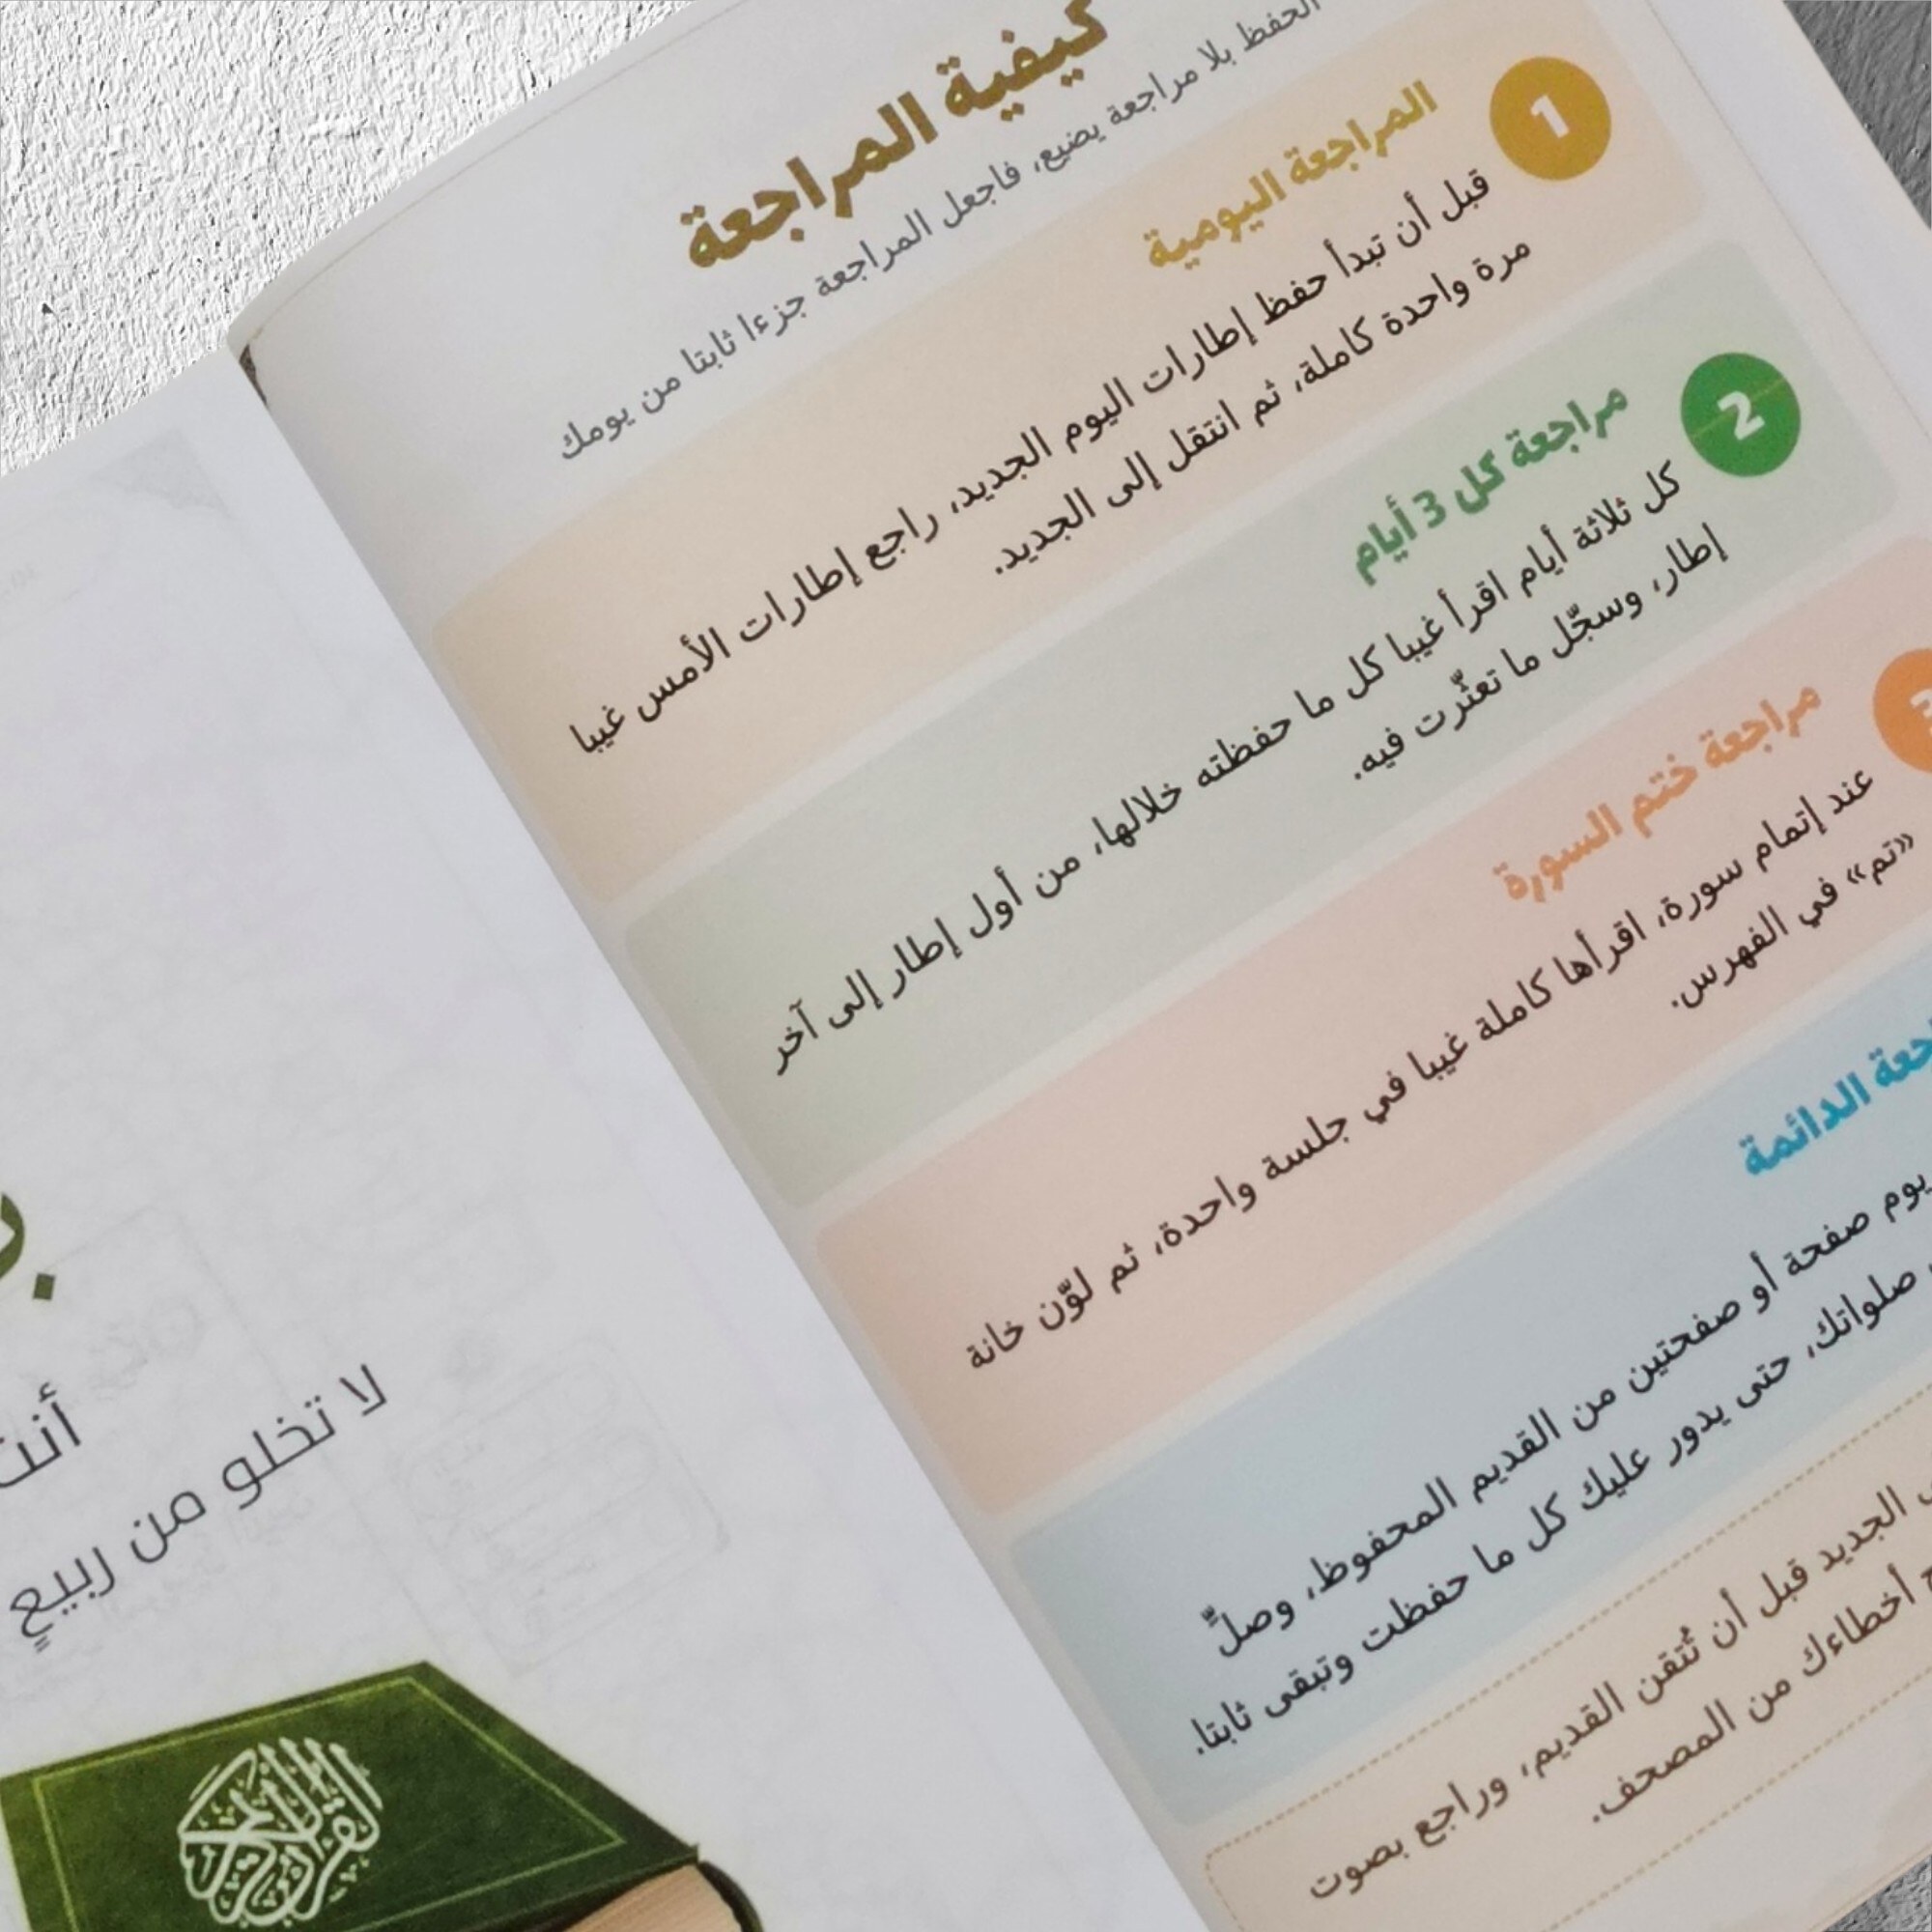 كيفية المراجعة
الحفظ بلا مراجعة يضيع، فاجعل المراجعة جزءا ثابتا من يومك
1
المراجعة اليومية
قبل أن تبدأ حفظ إطارات اليوم الجديد، راجع إطارات الأمس غيبا
مرة واحدة كاملة، ثم انتقل إلى الجديد.
2
مراجعة كل 3 أيام
كل ثلاثة أيام اقرأ غيبا كل ما حفظته خلالها، من أول إطار إلى آخر
إطار، وسجّل ما تعثّرت فيه.
3
مراجعة ختم السورة
عند إتمام سورة، اقرأها كاملة غيبا في جلسة واحدة، ثم لوّن خانة
«تم» في الفهرس.
الدائمة
يوم صفحة أو صفحتين من القديم المحفوظ، وصلِّ
صلواتك، حتى يدور عليك كل ما حفظت وتبقى ثابتا.
الجديد قبل أن تُتقن القديم، وراجع بصوت
أخطاءك من المصحف.
لا تخلو من ربيعٍ
القرآن الكريم